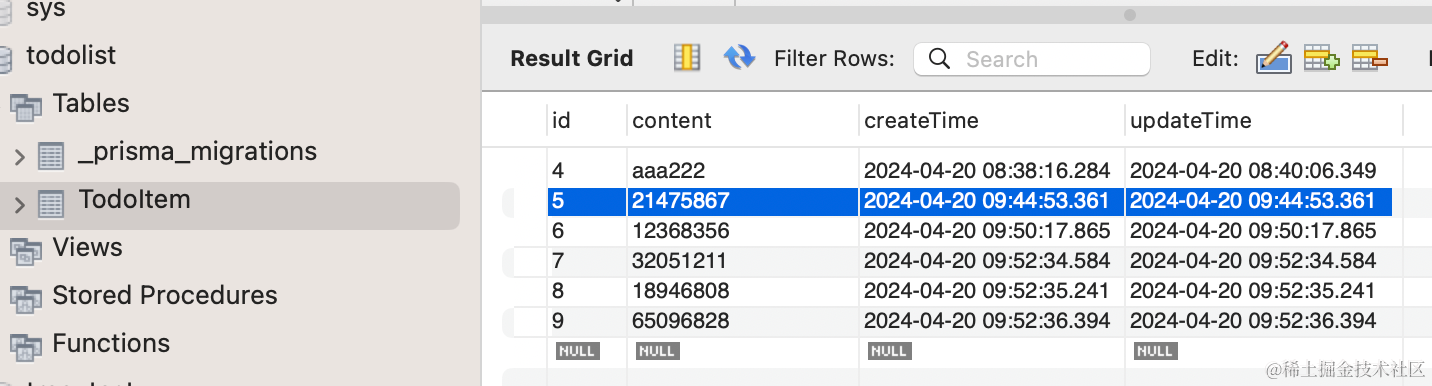 sys
todolist
Tables
_prisma_migrations
TodoItem
Views
Stored Procedures
Functions
Result Grid Filter Rows: Search Edit:
id content createTime updateTime
4 aaa222 2024-04-20 08:38:16.284 2024-04-20 08:40:06.349
5 21475867 2024-04-20 09:44:53.361 2024-04-20 09:44:53.361
6 12368356 2024-04-20 09:50:17.865 2024-04-20 09:50:17.865
7 32051211 2024-04-20 09:52:34.584 2024-04-20 09:52:34.584
8 18946808 2024-04-20 09:52:35.241 2024-04-20 09:52:35.241
9 65096828 2024-04-20 09:52:36.394 2024-04-20 09:52:36.394
NULL NULL NULL NULL
@稀土掘金技术社区